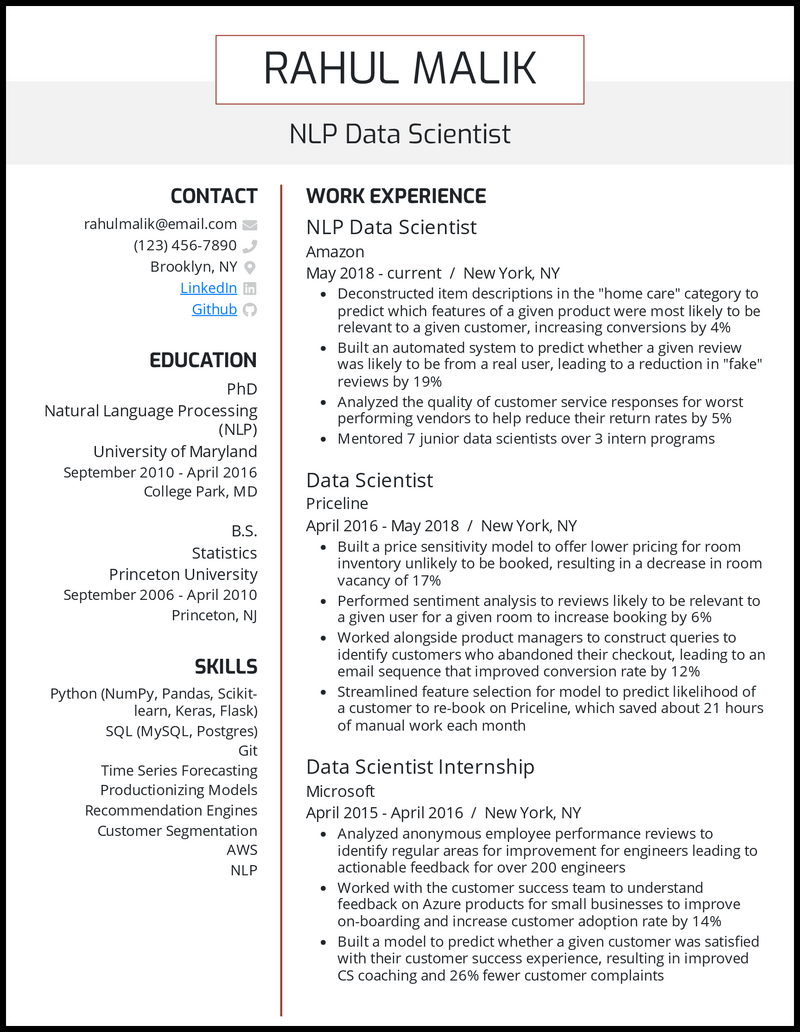 RAHUL MALIK
NLP Data Scientist
CONTACT
rahulmalik@email.com
(123) 456-7890
Brooklyn, NY
LinkedIn
Github
EDUCATION
PhD
Natural Language Processing
(NLP)
University of Maryland
September 2010 - April 2016
College Park, MD
B.S.
Statistics
Princeton University
September 2006 - April 2010
Princeton, NJ
SKILLS
Python (NumPy, Pandas, Scikit-
learn, Keras, Flask)
SQL (MySQL, Postgres)
Git
Time Series Forecasting
Productionizing Models
Recommendation Engines
Customer Segmentation
AWS
NLP
WORK EXPERIENCE
NLP Data Scientist
Amazon
May 2018 - current / New York, NY
• Deconstructed item descriptions in the "home care" category to
predict which features of a given product were most likely to be
relevant to a given customer, increasing conversions by 4%
• Built an automated system to predict whether a given review
was likely to be from a real user, leading to a reduction in "fake"
reviews by 19%
• Analyzed the quality of customer service responses for worst
performing vendors to help reduce their return rates by 5%
• Mentored 7 junior data scientists over 3 intern programs
Data Scientist
Priceline
April 2016 - May 2018 / New York, NY
• Built a price sensitivity model to offer lower pricing for room
inventory unlikely to be booked, resulting in a decrease in room
vacancy of 17%
• Performed sentiment analysis to reviews likely to be relevant to
a given user for a given room to increase booking by 6%
• Worked alongside product managers to construct queries to
identify customers who abandoned their checkout, leading to an
email sequence that improved conversion rate by 12%
• Streamlined feature selection for model to predict likelihood of
a customer to re-book on Priceline, which saved about 21 hours
of manual work each month
Data Scientist Internship
Microsoft
April 2015 - April 2016 / New York, NY
• Analyzed anonymous employee performance reviews to
identify regular areas for improvement for engineers leading to
actionable feedback for over 200 engineers
• Worked with the customer success team to understand
feedback on Azure products for small businesses to improve
on-boarding and increase customer adoption rate by 14%
• Built a model to predict whether a given customer was satisfied
with their customer success experience, resulting in improved
CS coaching and 26% fewer customer complaints